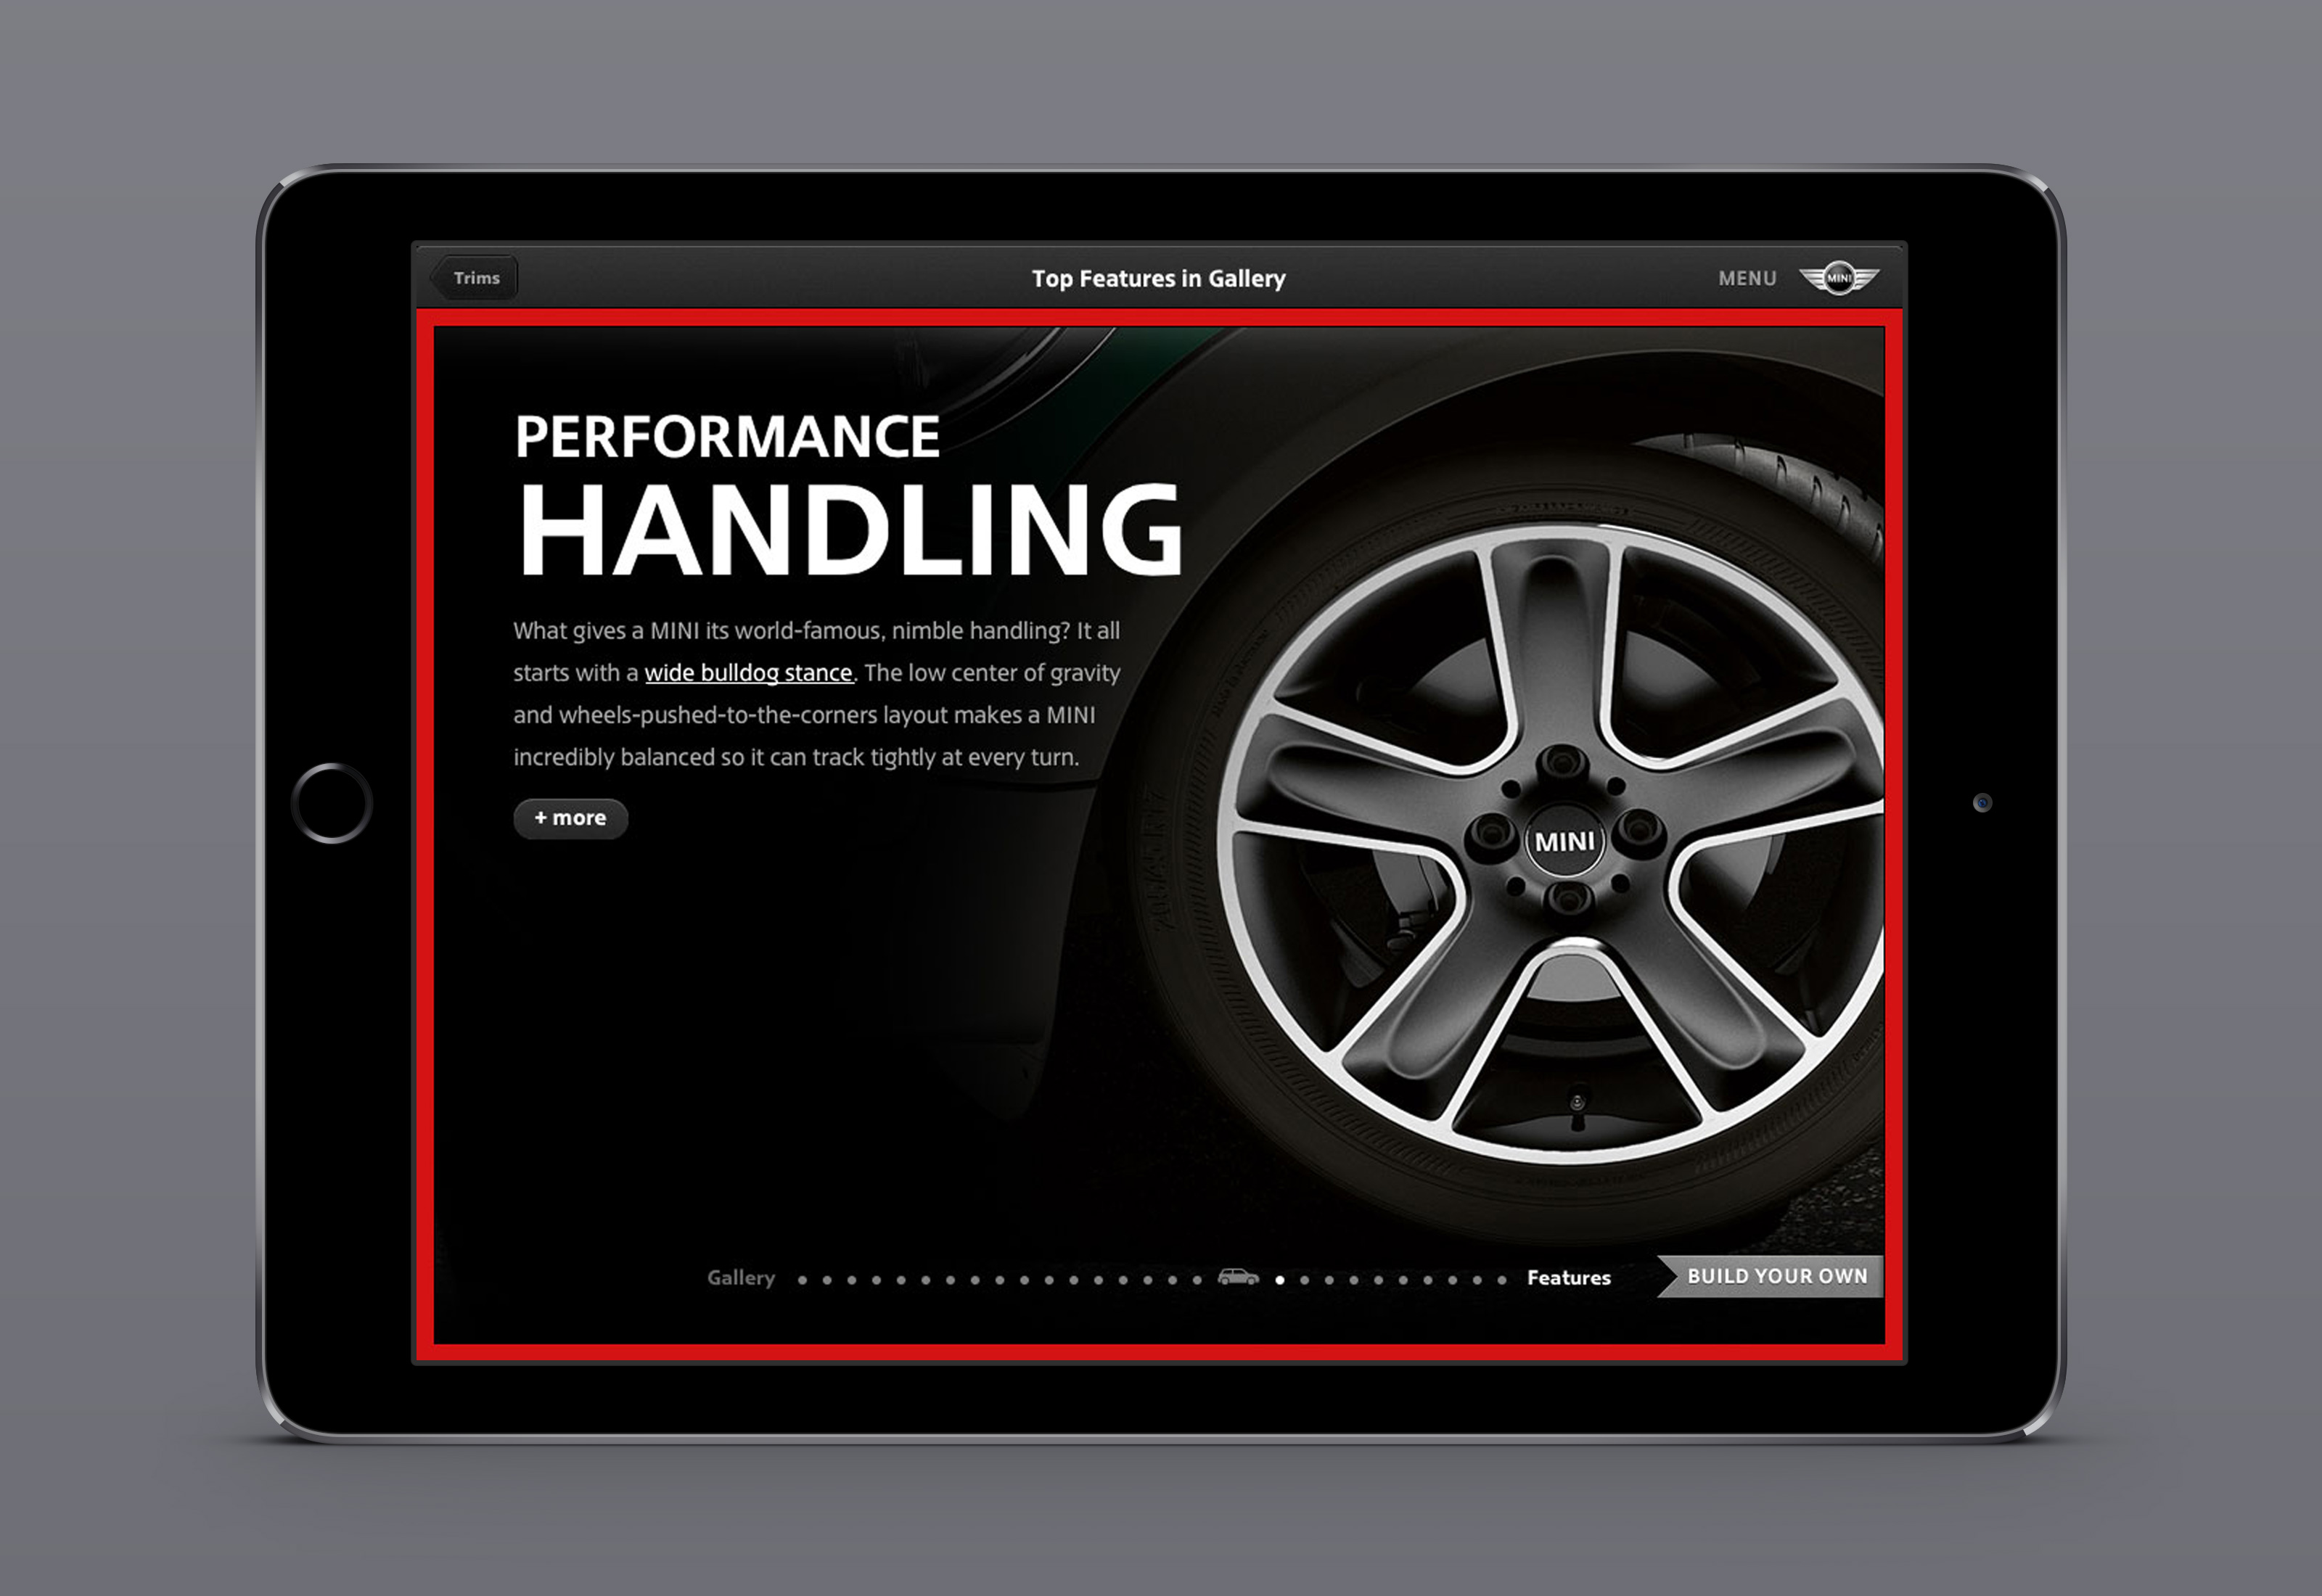 Trims
Top Features in Gallery
MENU
MINI
PERFORMANCE
HANDLING
What gives a MINI its world-famous, nimble handling? It all
starts with a wide bulldog stance. The low center of gravity
and wheels-pushed-to-the-corners layout makes a MINI
incredibly balanced so it can track tightly at every turn.
+ more
MINI
Gallery
Features
BUILD YOUR OWN